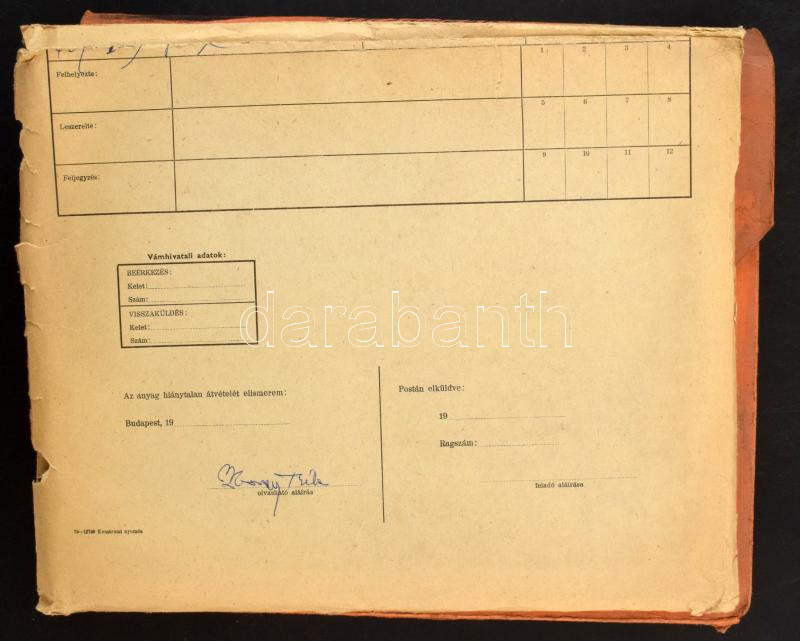 1 2 3 4
Felhelyezte:
5 6 7 8
Leszerelte:
9 10 11 12
Feljegyzés:
Vámhivatali adatok:
BEÉRKEZÉS:
Kelet:
Szám:
VISSZAKÜLDÉS:
Kelet:
Szám:
darabanth
Az anyag hiánytalan átvételét elismerem:
Budapest, 19
olvasható aláírás
Postán elküldve:
19
Ragszám:
feladó aláírása
Komáromi nyomda